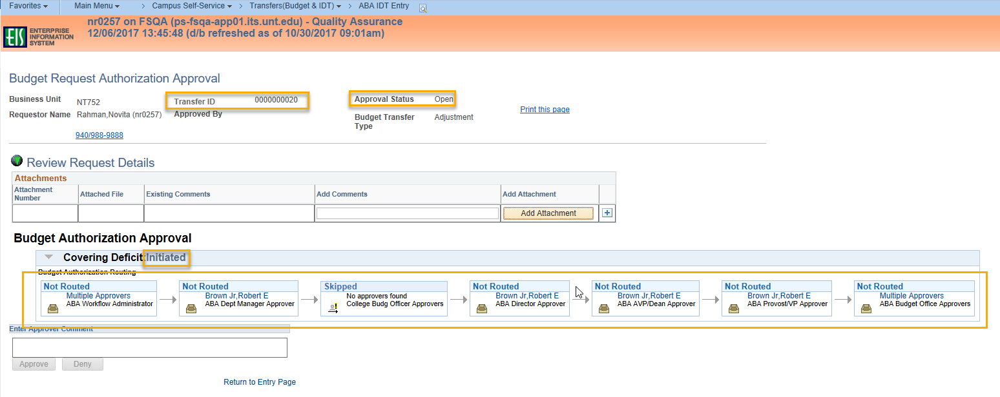 Favorites Main Menu > Campus Self-Service > Transfers(Budget & IDT) > ABA IDT Entry
nr0257 on FSQA (ps-fsqa-app01.its.unt.edu) - Quality Assurance
12/06/2017 13:45:48 (d/b refreshed as of 10/30/2017 09:01am)
EIS
ENTERPRISE
INFORMATION
SYSTEM
Budget Request Authorization Approval
Business Unit NT752 Transfer ID 0000000020 Approval Status Open
Print this page
Requestor Name Rahman,Novita (nr0257) Approved By Budget Transfer Type Adjustment
940/988-9888
Review Request Details
Attachments
Attachment Number Attached File Existing Comments Add Comments Add Attachment
Add Attachment
Budget Authorization Approval
Covering Deficit:Initiated
Budget Authorization Routing
Not Routed
Multiple Approvers
ABA Workflow Administrator
Not Routed
Brown Jr,Robert E
ABA Dept Manager Approver
Skipped
No approvers found
College Budg Officer Approvers
Not Routed
Brown Jr,Robert E
ABA Director Approver
Not Routed
Brown Jr,Robert E
ABA AVP/Dean Approver
Not Routed
Brown Jr,Robert E
ABA Provost/VP Approver
Not Routed
Multiple Approvers
ABA Budget Office Approvers
Enter Approver Comment
Approve Deny
Return to Entry Page